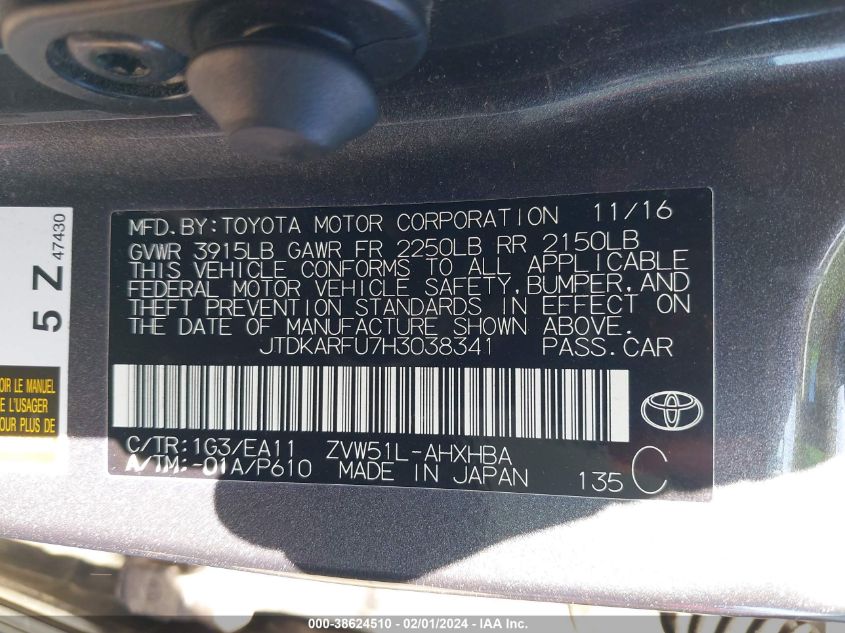 MFD.BY:TOYOTA MOTOR CORPORATION 11/16
GVWR 3915LB GAWR FR 2250LB RR 2150LB
THIS VEHICLE CONFORMS TO ALL APPLICABLE
FEDERAL MOTOR VEHICLE SAFETY, BUMPER, AND
THEFT PREVENTION STANDARDS IN EFFECT ON
THE DATE OF MANUFACTURE SHOWN ABOVE.
JTDKARFU7H3038341 PASS.CAR
C/TR:1G3/EA11 ZVW51L-AHXHBA
A/TM:-01A/P610 MADE IN JAPAN 135 C
5 Z 47430
OIR LE MANUEL
E L'USAGER
OUR PLUS DE
000-38624510 / 02/01/2024 - IAA Inc.